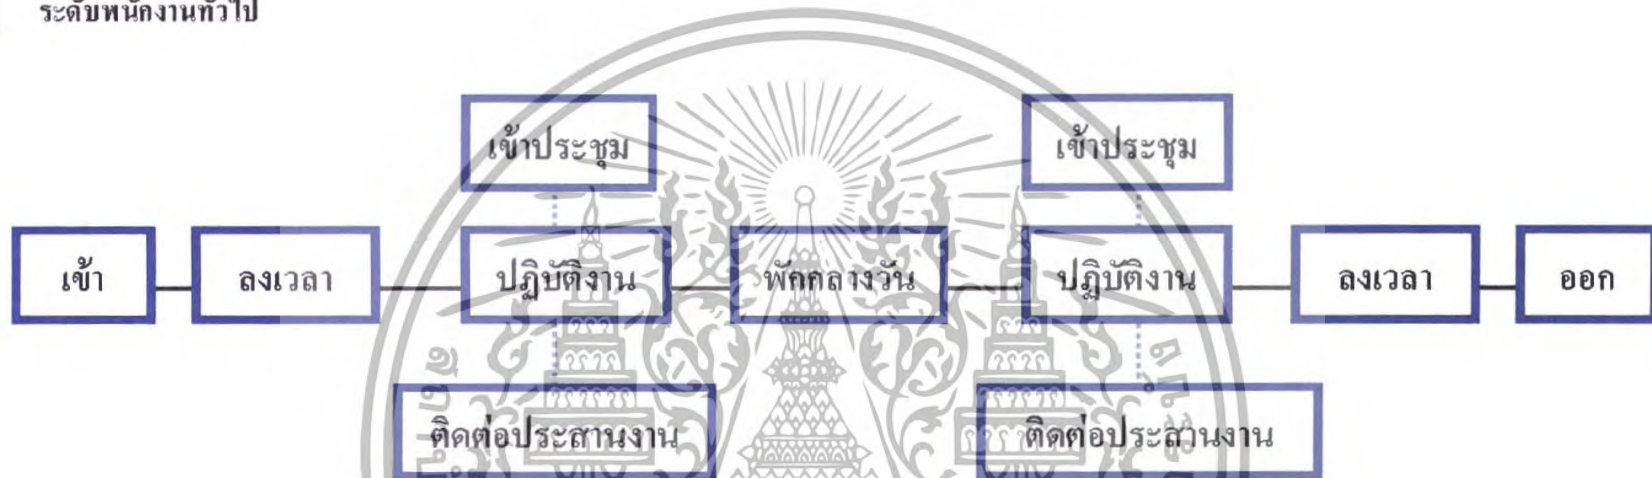 ระดับพนักงานทั่วไป
เข้าประชุม เข้าประชุม
เข้า ลงเวลา ปฏิบัติงาน พักกลางวัน ปฏิบัติงาน ลงเวลา ออก
ติดต่อประสานงาน ติดต่อประสานงาน